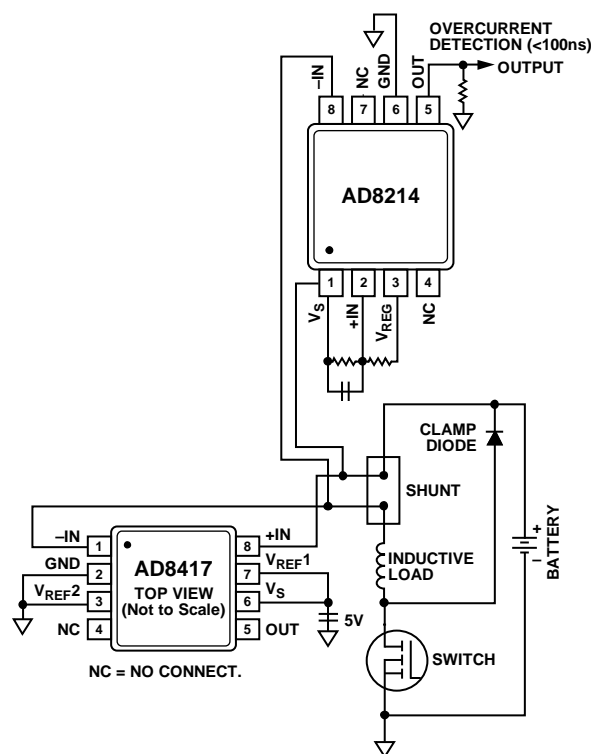 OVERCURRENT
DETECTION (<100ns)
OUTPUT
–IN
NC
GND
OUT
8
7
6
5
AD8214
1
2
3
4
VS
+IN
VREG
NC
CLAMP
DIODE
SHUNT
INDUCTIVE
LOAD
+
–
BATTERY
SWITCH
–IN
GND
VREF2
NC
1
2
3
4
AD8417
TOP VIEW
(Not to Scale)
8
7
6
5
+IN
VREF1
VS
OUT
5V
NC = NO CONNECT.